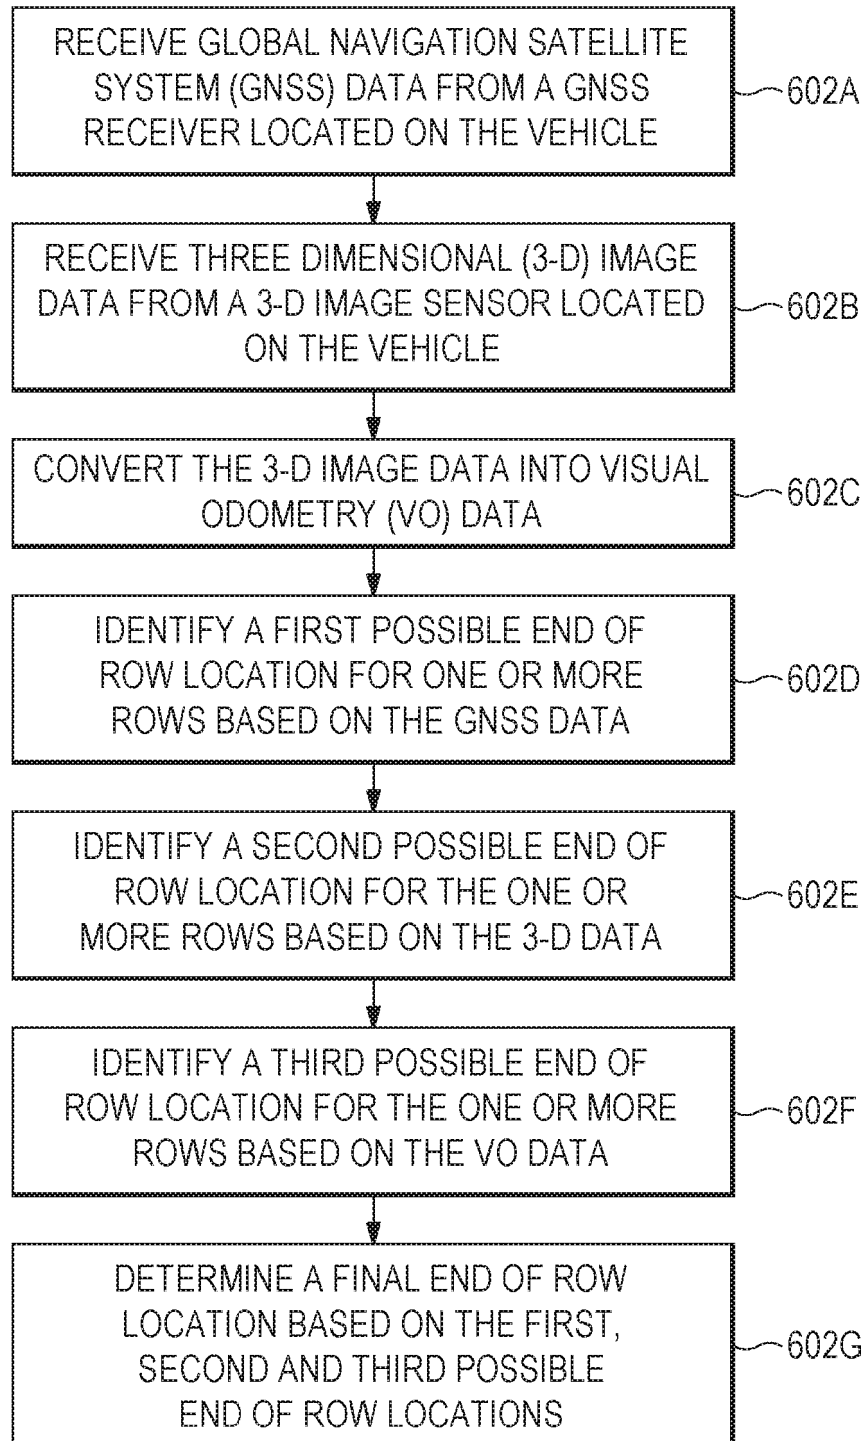 RECEIVE GLOBAL NAVIGATION SATELLITE
SYSTEM (GNSS) DATA FROM A GNSS
RECEIVER LOCATED ON THE VEHICLE
602A
RECEIVE THREE DIMENSIONAL (3-D) IMAGE
DATA FROM A 3-D IMAGE SENSOR LOCATED
ON THE VEHICLE
602B
CONVERT THE 3-D IMAGE DATA INTO VISUAL
ODOMETRY (VO) DATA
602C
IDENTIFY A FIRST POSSIBLE END OF
ROW LOCATION FOR ONE OR MORE
ROWS BASED ON THE GNSS DATA
602D
IDENTIFY A SECOND POSSIBLE END OF
ROW LOCATION FOR THE ONE OR
MORE ROWS BASED ON THE 3-D DATA
602E
IDENTIFY A THIRD POSSIBLE END OF
ROW LOCATION FOR THE ONE OR MORE
ROWS BASED ON THE VO DATA
602F
DETERMINE A FINAL END OF ROW
LOCATION BASED ON THE FIRST,
SECOND AND THIRD POSSIBLE
END OF ROW LOCATIONS
602G